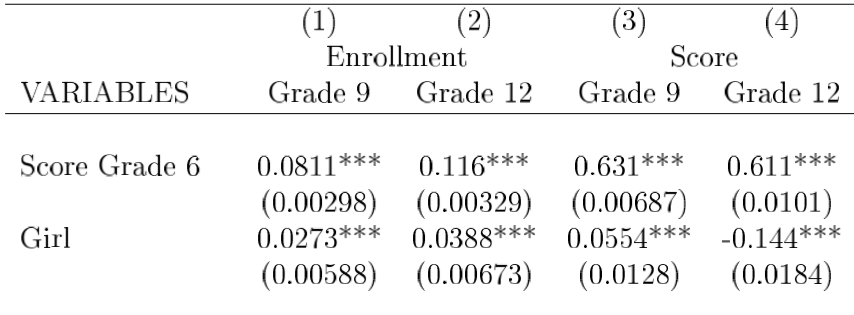 (1) (2) (3) (4)
Enrollment Score
VARIABLES Grade 9 Grade 12 Grade 9 Grade 12
Score Grade 6 0.0811*** 0.116*** 0.631*** 0.611***
(0.00298) (0.00329) (0.00687) (0.0101)
Girl 0.0273*** 0.0388*** 0.0554*** -0.144***
(0.00588) (0.00673) (0.0128) (0.0184)